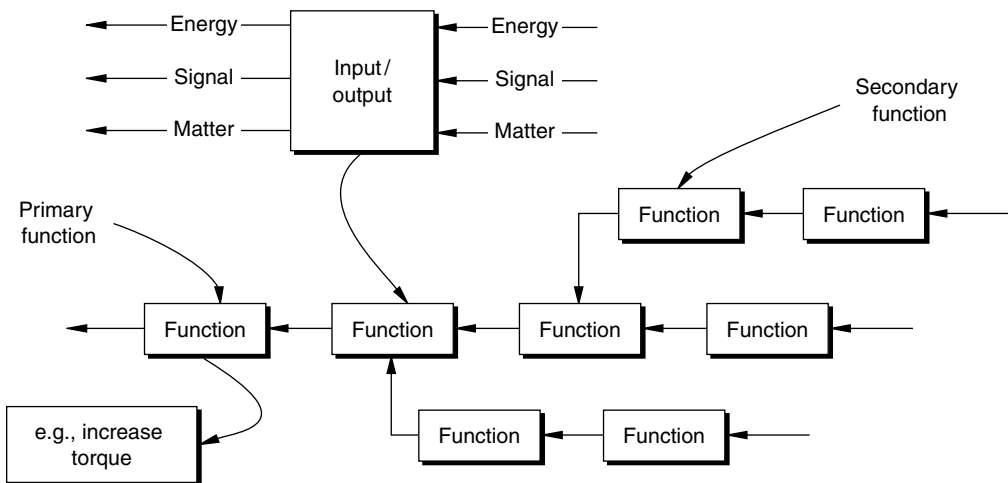 Energy
Energy
Input/
output
Signal
Signal
Matter
Matter
Secondary
function
Function
Function
Primary
function
Function
Function
Function
Function
e.g., increase
torque
Function
Function